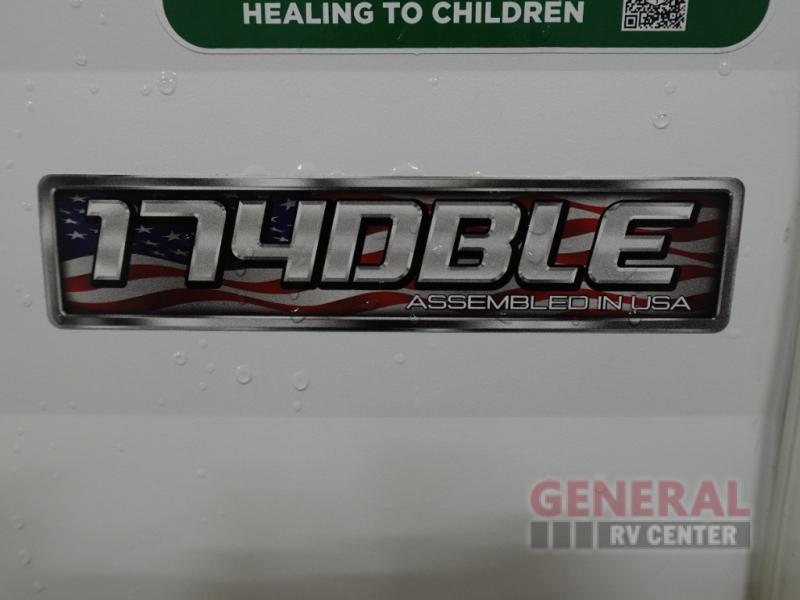 HEALING TO CHILDREN
174DBLE
ASSEMBLED IN USA
GENERAL
RV CENTER